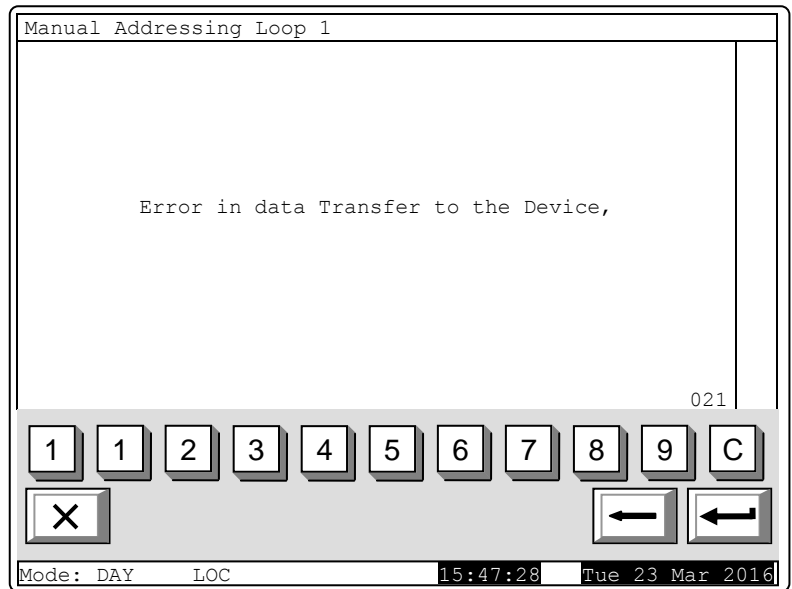 Manual Addressing Loop 1
Error in data Transfer to the Device,
021
1 1 2 3 4 5 6 7 8 9 C
Mode: DAY LOC 15:47:28 Tue 23 Mar 2016